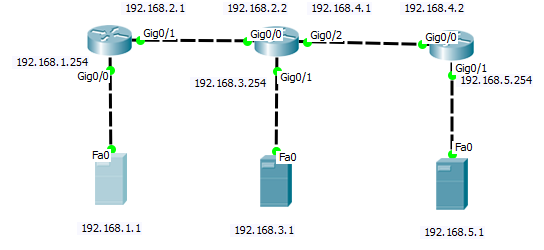 192.168.2.1
192.168.2.2
192.168.4.1
192.168.4.2
Gig0/1
Gig0/0
Gig0/2
Gig0/0
192.168.1.254
Gig0/0
192.168.3.254
Gig0/1
Gig0/1
192.168.5.254
Fa0
Fa0
Fa0
192.168.1.1
192.168.3.1
192.168.5.1